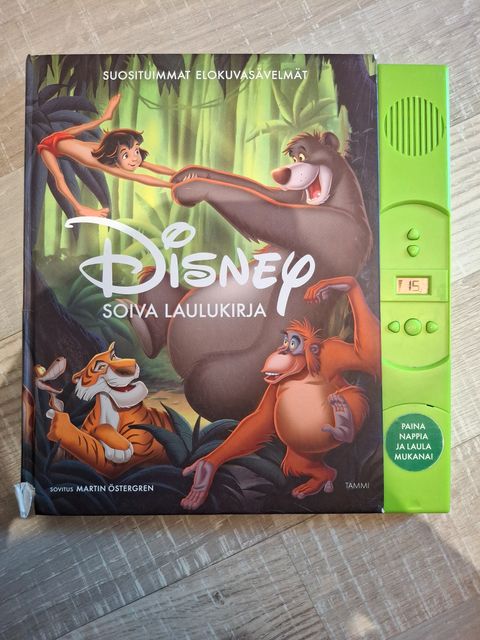 SUOSITUIMMAT ELOKUVASÄVELMÄT
DISNEY
SOIVA LAULUKIRJA
15
PAINA
NAPPIA
JA LAULA
MUKANA!
SOVITUS MARTIN ÖSTERGREN
TAMMI